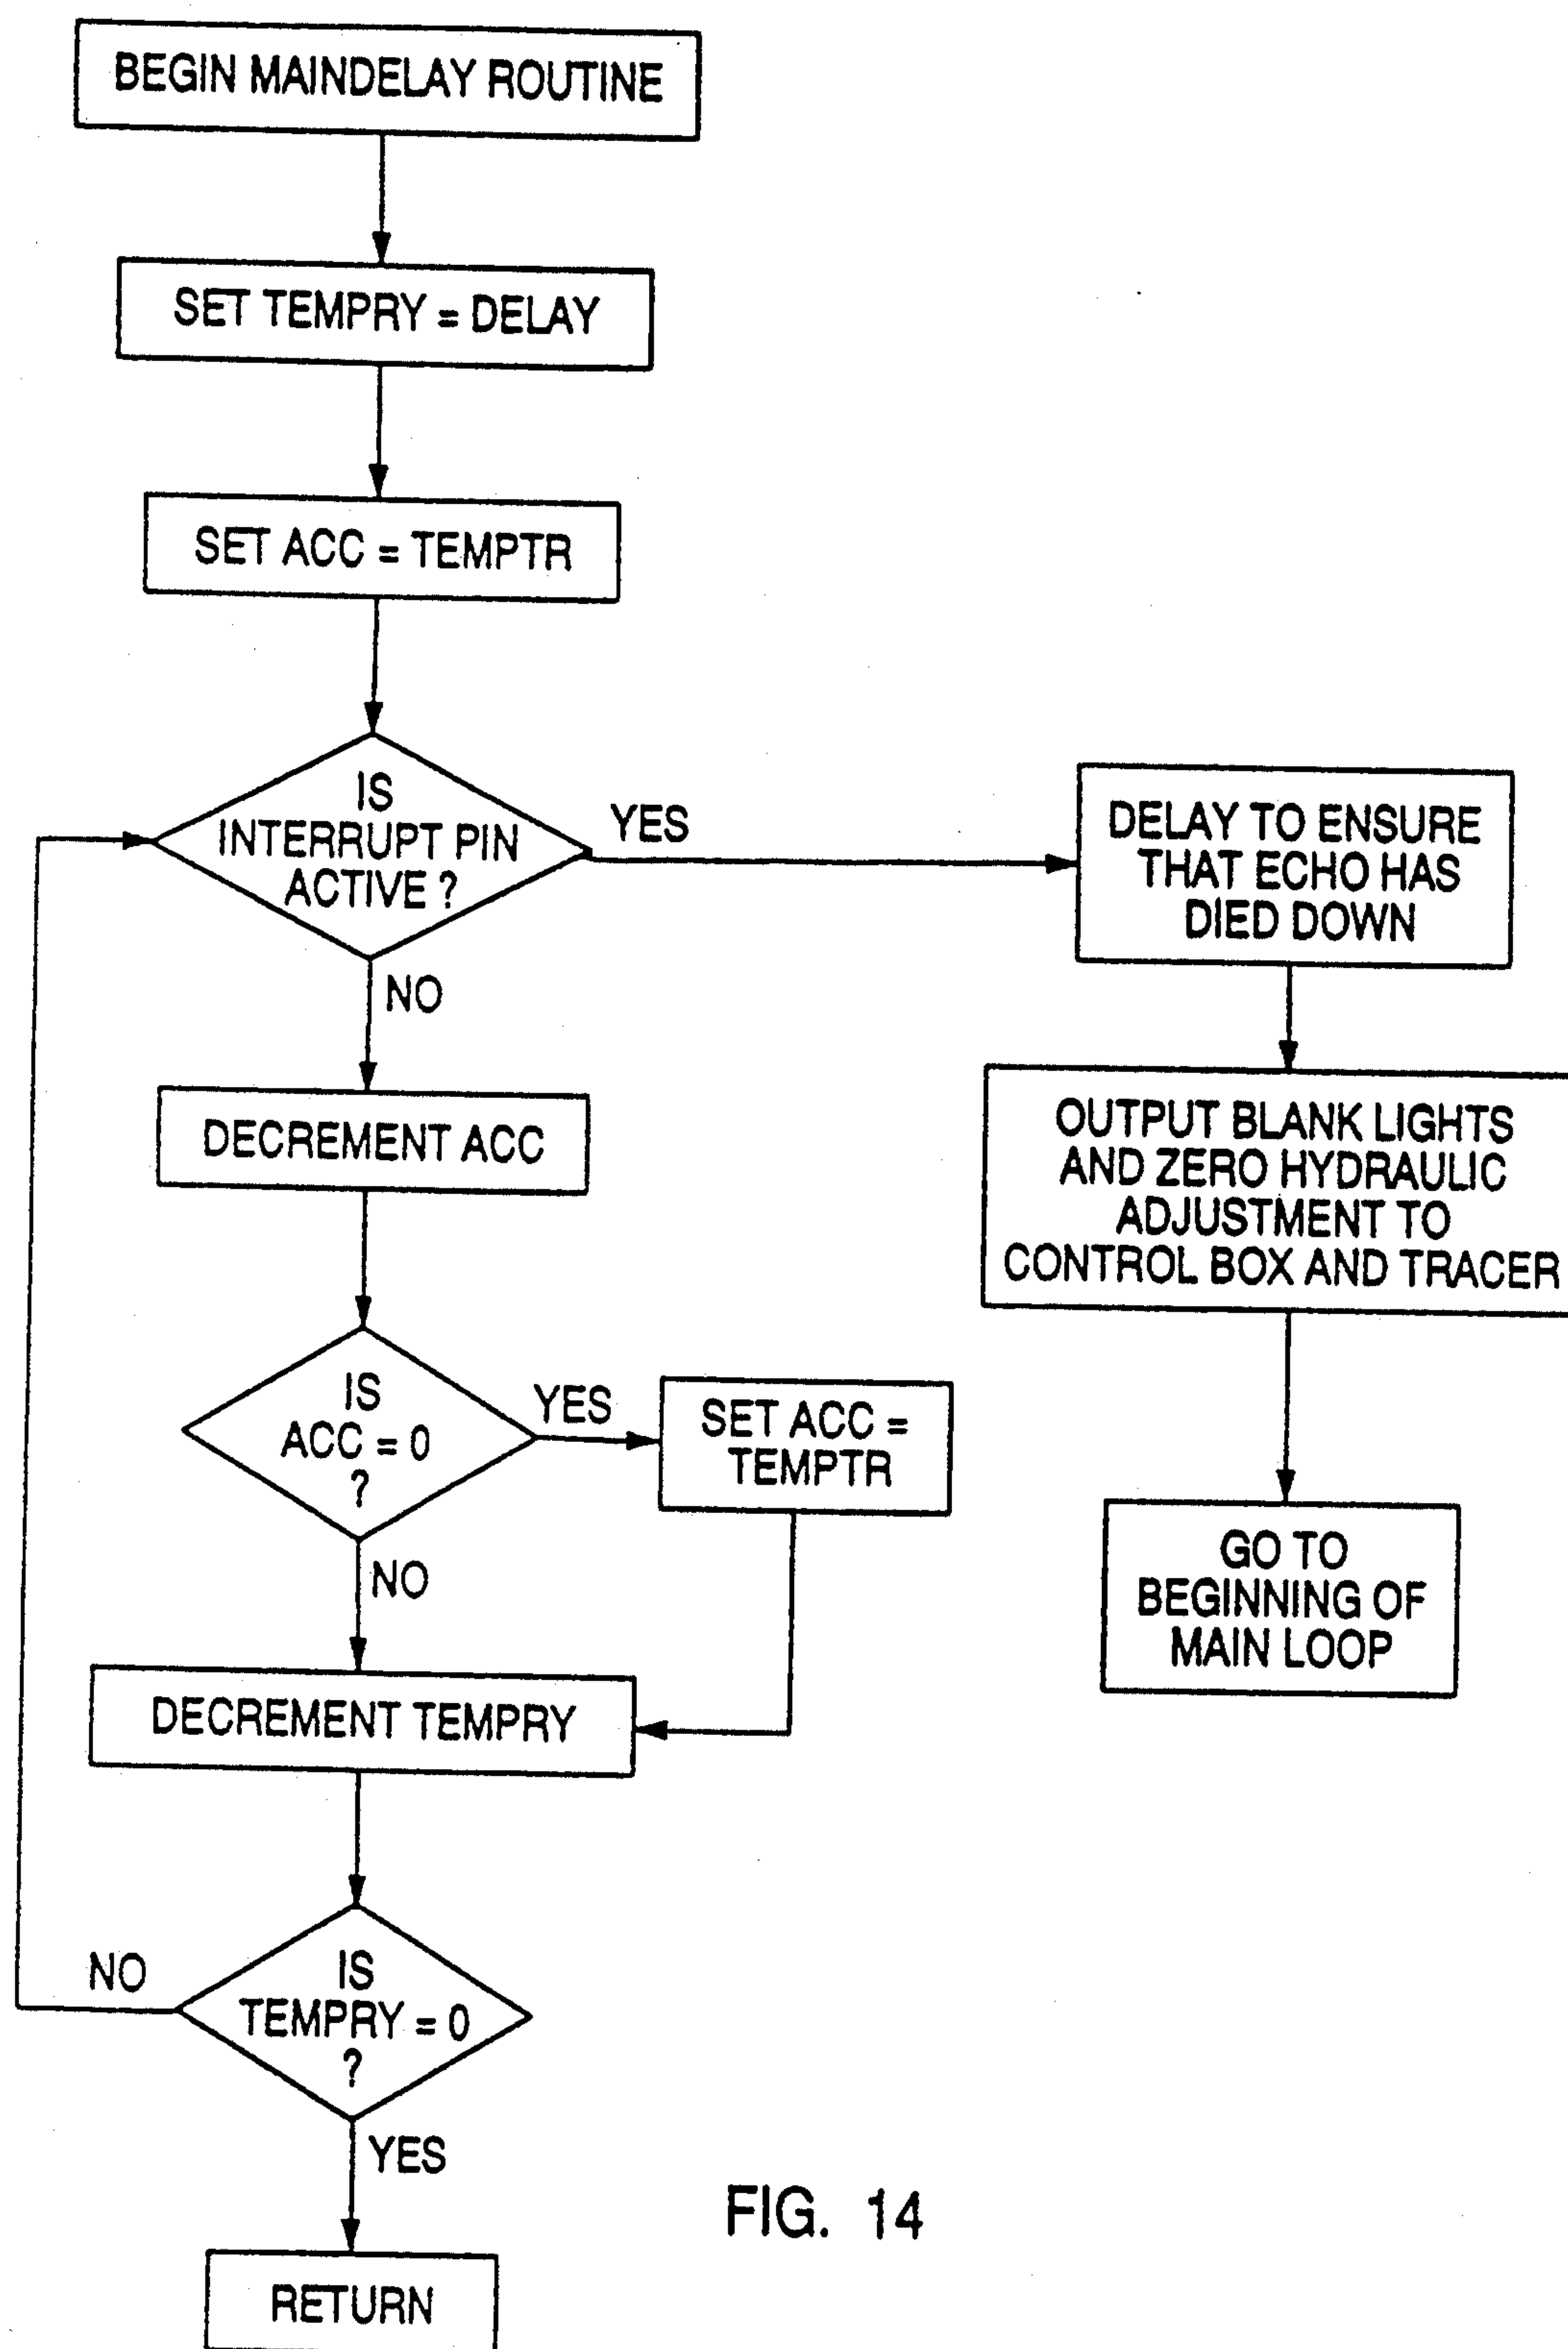 BEGIN MAINDELAY ROUTINE
SET TEMPRY = DELAY
SET ACC = TEMPTR
IS
INTERRUPT PIN
ACTIVE ?
YES
NO
DELAY TO ENSURE
THAT ECHO HAS
DIED DOWN
OUTPUT BLANK LIGHTS
AND ZERO HYDRAULIC
ADJUSTMENT TO
CONTROL BOX AND TRACER
GO TO
BEGINNING OF
MAIN LOOP
DECREMENT ACC
IS
ACC = 0
?
YES
NO
SET ACC =
TEMPTR
DECREMENT TEMPRY
IS
TEMPRY = 0
?
NO
YES
RETURN
FIG. 14